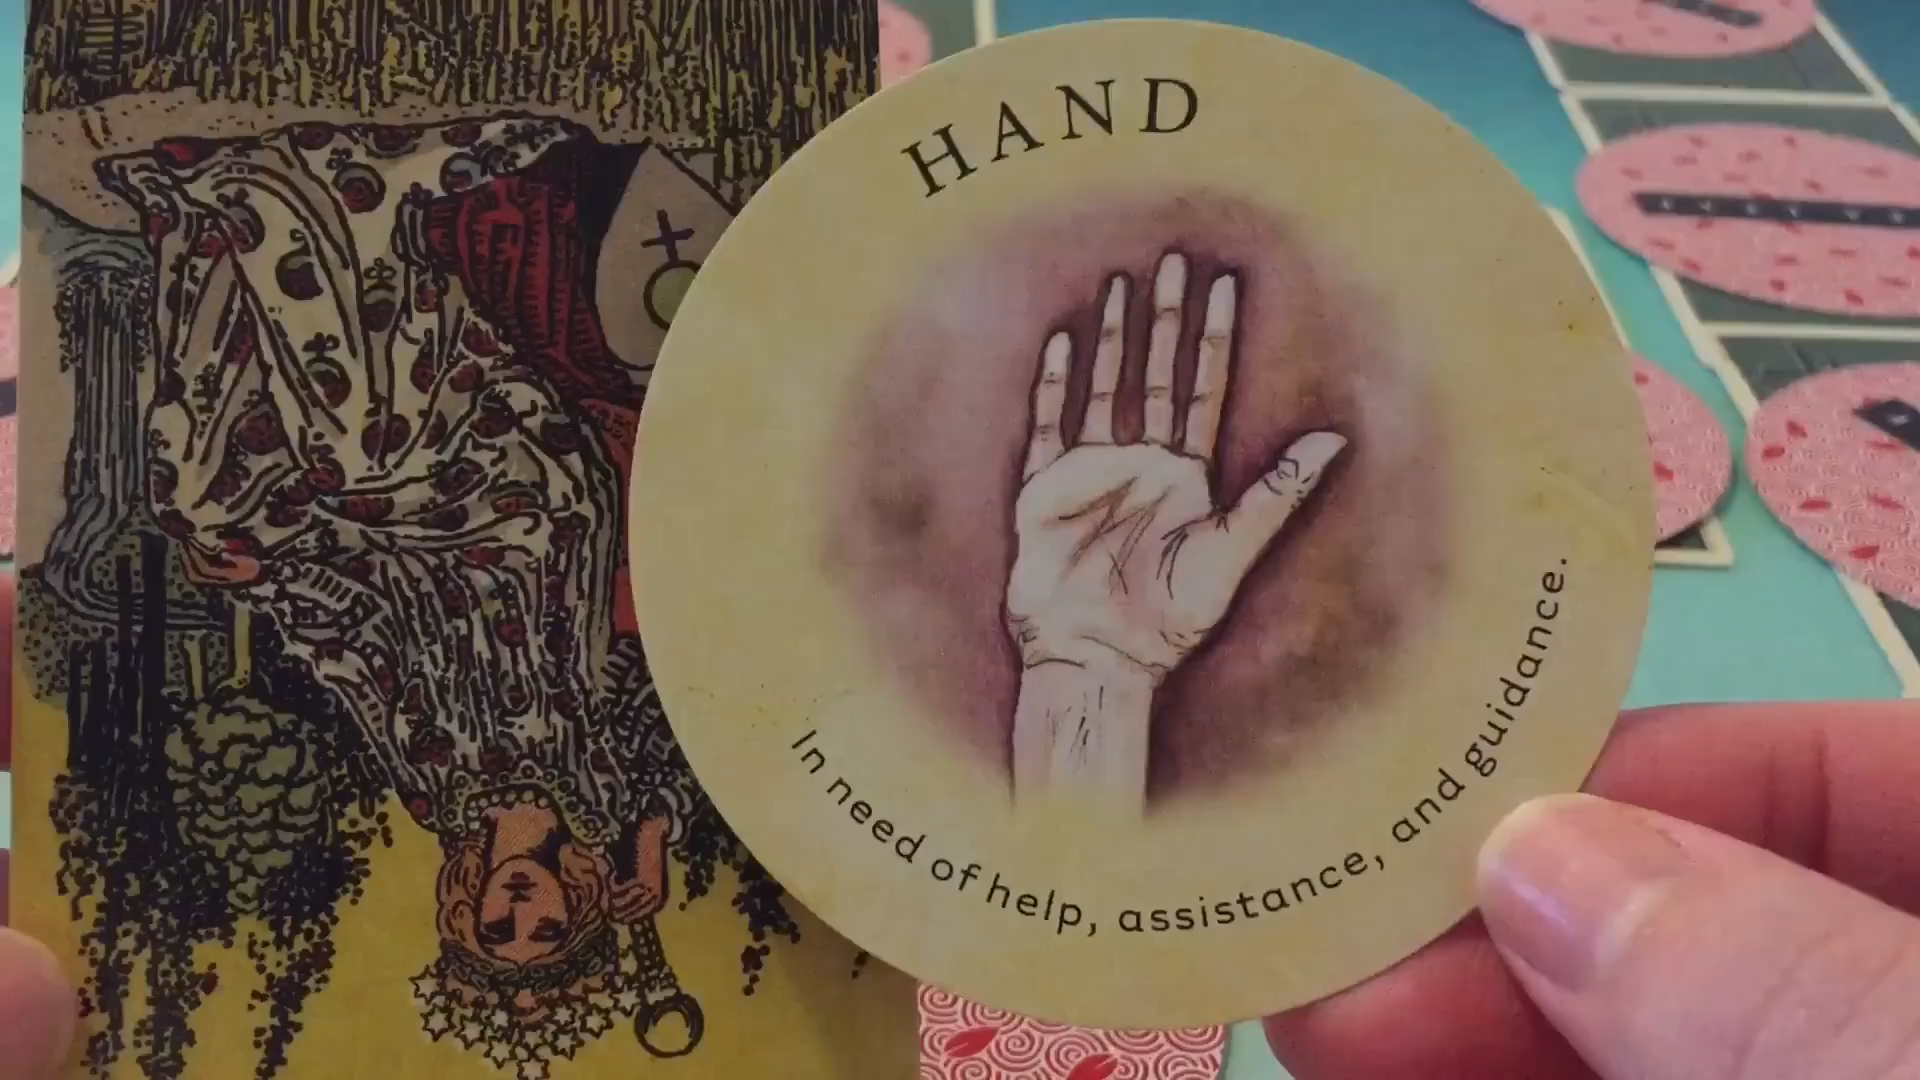 HAND
In need of help, assistance, and guidance.